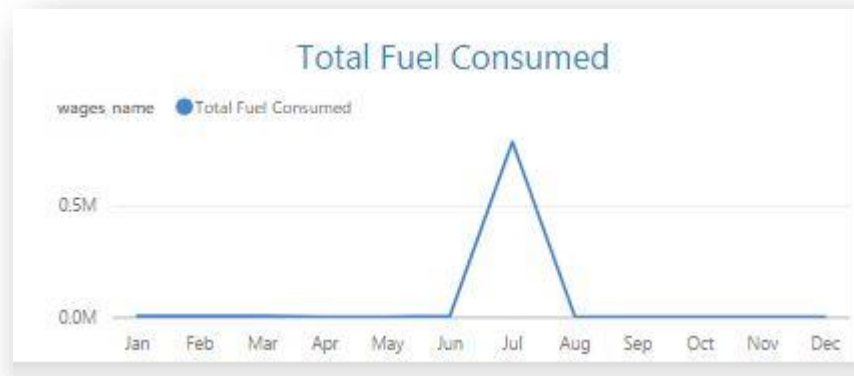 Total Fuel Consumed
wages name Total Fuel Consumed
0.5M
0.0M
Jan Feb Mar Apr May Jun Jul Aug Sep Oct Nov Dec